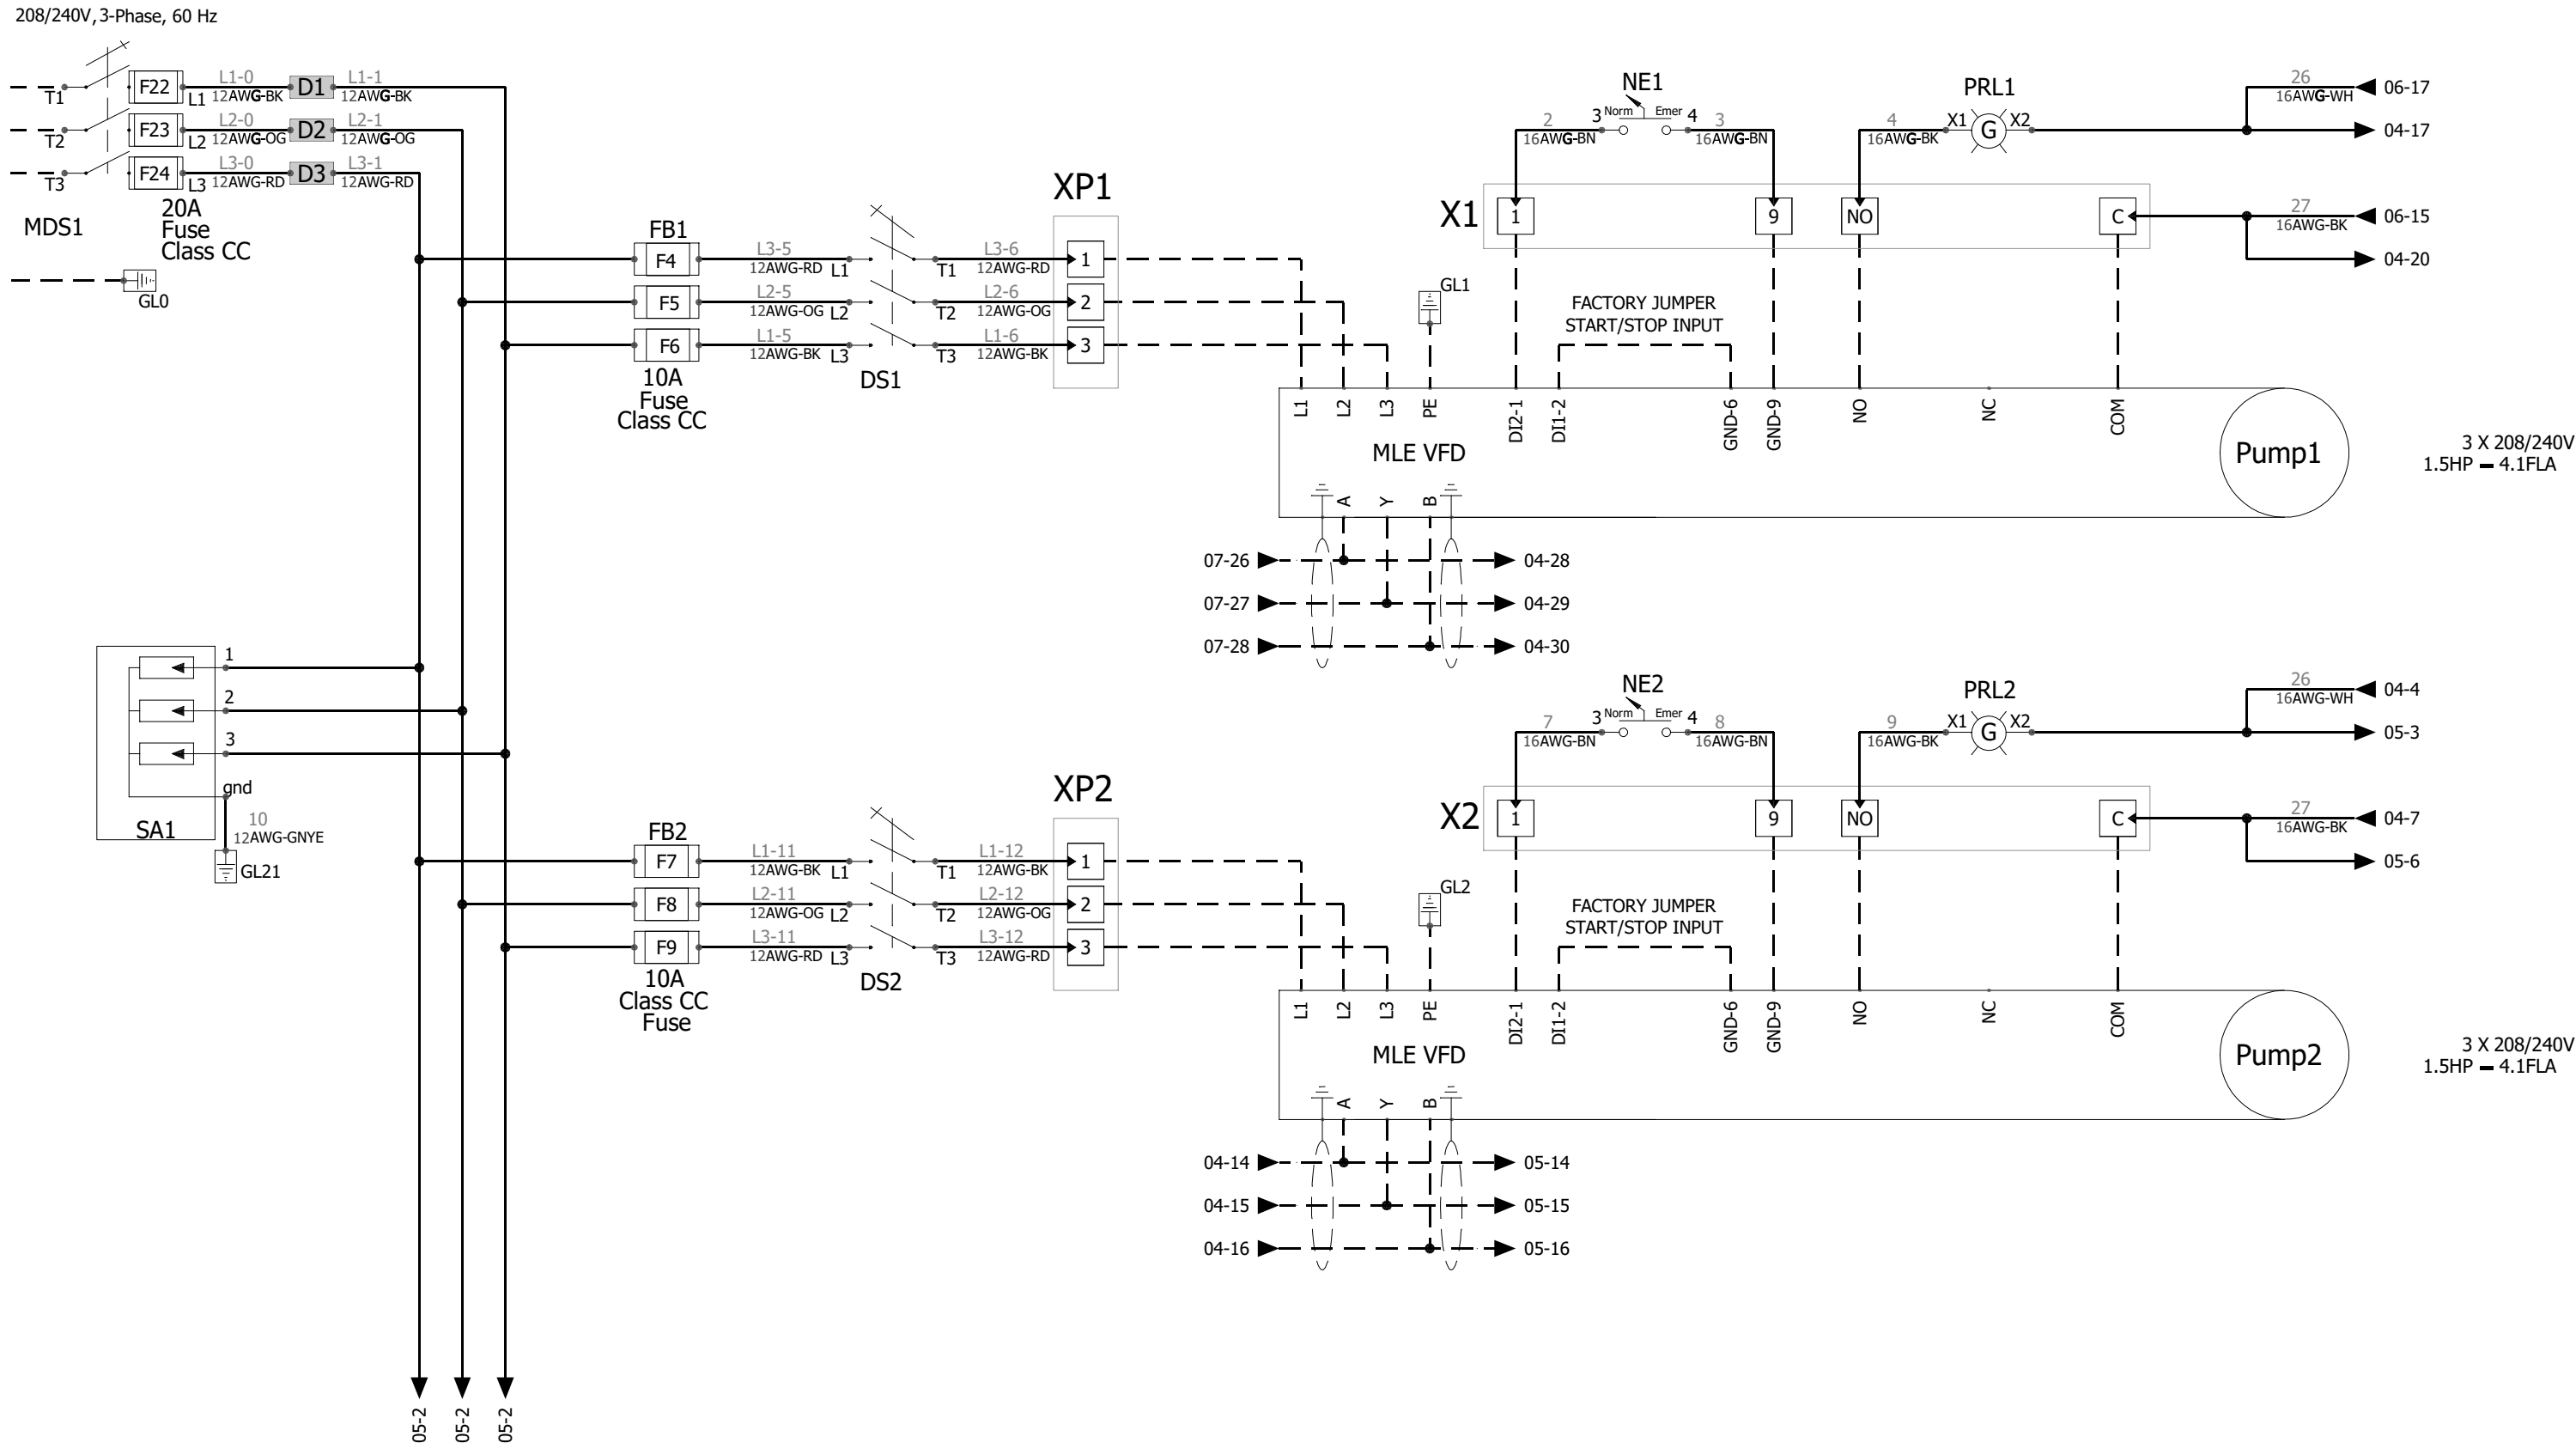 208/240V, 3-Phase, 60 Hz
T1
F22
L1
L1-0
12AWG-BK
D1
L1-1
12AWG-BK
T2
F23
L2
L2-0
12AWG-OG
D2
L2-1
12AWG-OG
T3
F24
L3
L3-0
12AWG-RD
D3
L3-1
12AWG-RD
MDS1
20A
Fuse
Class CC
GL0
FB1
F4
L3-5
12AWG-RD
L1
T1
L3-6
12AWG-RD
F5
L2-5
12AWG-OG
L2
T2
L2-6
12AWG-OG
F6
L1-5
12AWG-BK
L3
T3
L1-6
12AWG-BK
10A
Fuse
Class CC
DS1
XP1
1
2
3
NE1
2
16AWG-BN
3
Norm
Emer
4
3
16AWG-BN
PRL1
4
16AWG-BK
X1
G
X2
26
16AWG-WH
06-17
04-17
X1
1
9
NO
C
27
16AWG-BK
06-15
04-20
GL1
FACTORY JUMPER
START/STOP INPUT
L1
L2
L3
PE
DI2-1
DI1-2
GND-6
GND-9
NO
NC
COM
MLE VFD
Pump1
3 X 208/240V
1.5HP - 4.1FLA
A
Y
B
07-26
04-28
07-27
04-29
07-28
04-30
1
2
3
gnd
SA1
10
12AWG-GNYE
GL21
FB2
F7
L1-11
12AWG-BK
L1
T1
L1-12
12AWG-BK
F8
L2-11
12AWG-OG
L2
T2
L2-12
12AWG-OG
F9
L3-11
12AWG-RD
L3
T3
L3-12
12AWG-RD
10A
Class CC
Fuse
DS2
XP2
1
2
3
NE2
7
16AWG-BN
3
Norm
Emer
4
8
16AWG-BN
PRL2
9
16AWG-BK
X1
G
X2
26
16AWG-WH
04-4
05-3
X2
1
9
NO
C
27
16AWG-BK
04-7
05-6
GL2
FACTORY JUMPER
START/STOP INPUT
L1
L2
L3
PE
DI2-1
DI1-2
GND-6
GND-9
NO
NC
COM
MLE VFD
Pump2
3 X 208/240V
1.5HP - 4.1FLA
A
Y
B
04-14
05-14
04-15
05-15
04-16
05-16
05-2
05-2
05-2